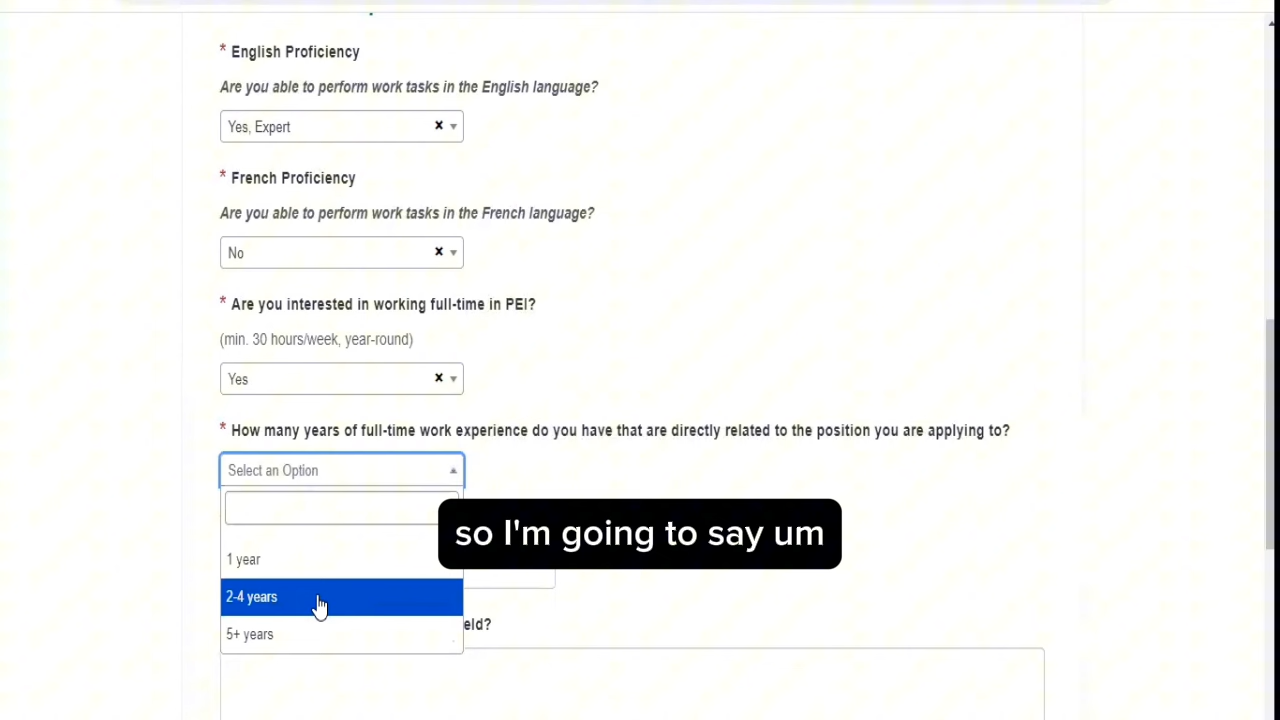 * English Proficiency
Are you able to perform work tasks in the English language?
Yes, Expert
* French Proficiency
Are you able to perform work tasks in the French language?
No
* Are you interested in working full-time in PEI?
(min. 30 hours/week, year-round)
Yes
* How many years of full-time work experience do you have that are directly related to the position you are applying to?
Select an Option
so I'm going to say um
1 year
2-4 years
eld?
5+ years